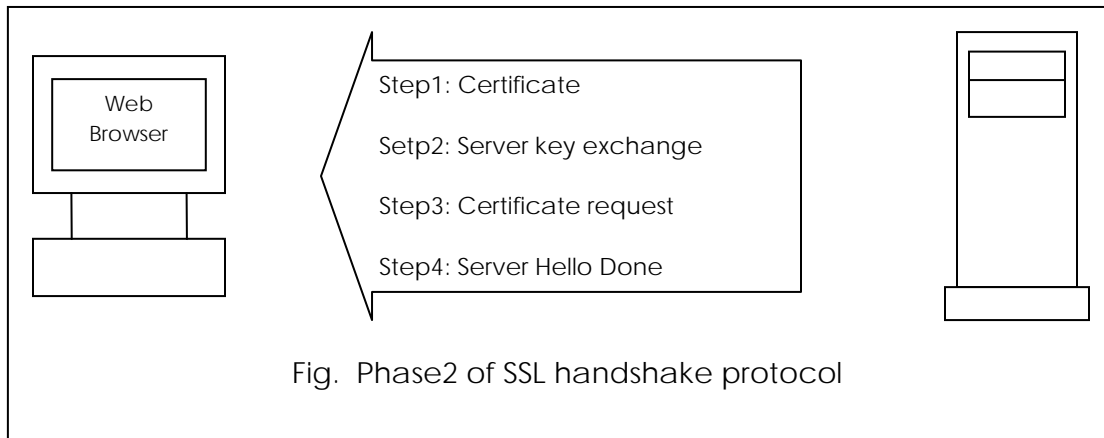 Web
Browser
Step1: Certificate
Setp2: Server key exchange
Step3: Certificate request
Step4: Server Hello Done
Fig. Phase2 of SSL handshake protocol